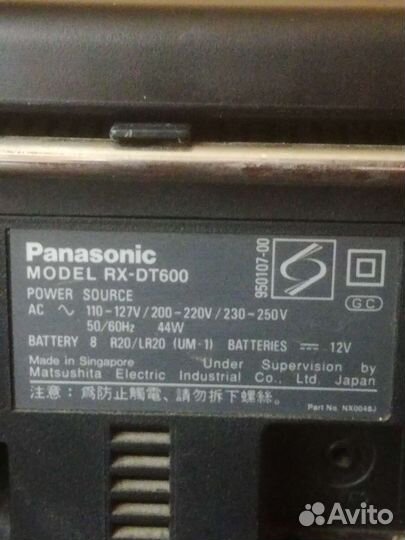 Panasonic
MODEL RX-DT600
POWER SOURCE
AC ∿ 110-127V/200-220V/230-250V
50/60Hz 44W
BATTERY 8 R20/LR20 (UM-1) BATTERIES ⎓ 12V
Made in Singapore Under Supervision by
Matsushita Electric Industrial Co., Ltd. Japan
注意：爲防止觸電、請勿拆下螺絲。
Part No. NX0048J
950107-00
GC
Avito